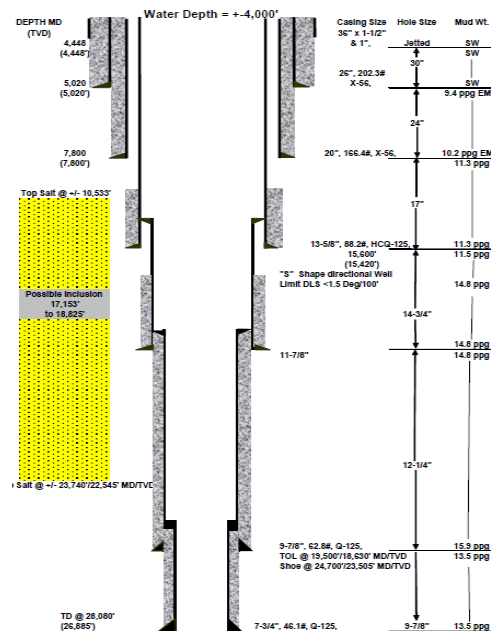 Water Depth = +-4,000'
DEPTH MD
(TVD)
Casing Size
Hole Size
Mud Wt.
36" x 1-1/2"
& 1",
Jetted
SW
4,448
(4,448')
SW
30"
26", 202.3#
X-56,
SW
5,020
(5,020')
9.4 ppg EM
24"
7,800
(7,800')
20", 166.4#, X-56,
10.2 ppg EM
11.3 ppg
Top Salt @ +/- 10,533'
17"
13-5/8", 88.2#, HCQ-125,
15,600'
(15,420')
11.3 ppg
11.5 ppg
"S" Shape directional Well
Limit DLS <1.5 Deg/100'
14.8 ppg
Possible Inclusion
17,153'
to 18,825'
14-3/4"
14.8 ppg
11-7/8"
14.8 ppg
12-1/4"
Salt @ +/- 23,740'/22,545' MD/TVD
9-7/8", 62.8#, Q-125,
TOL @ 19,500'/18,630' MD/TVD
Shoe @ 24,700'/23,505' MD/TVD
15.9 ppg
13.5 ppg
TD @ 28,080'
(26,885')
7-3/4", 46.1#, Q-125,
9-7/8"
13.5 ppg